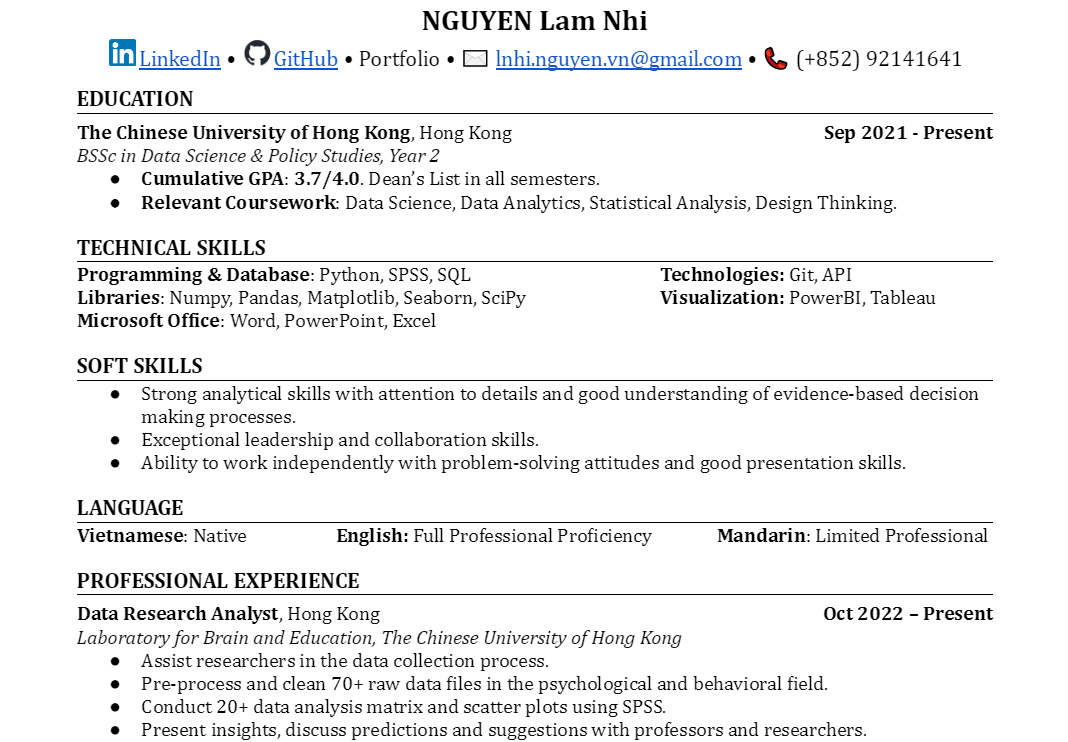 NGUYEN Lam Nhi
in LinkedIn • GitHub • Portfolio • lnhi.nguyen.vn@gmail.com • (+852) 92141641
EDUCATION
The Chinese University of Hong Kong, Hong Kong Sep 2021 - Present
BSSc in Data Science & Policy Studies, Year 2
● Cumulative GPA: 3.7/4.0. Dean’s List in all semesters.
● Relevant Coursework: Data Science, Data Analytics, Statistical Analysis, Design Thinking.
TECHNICAL SKILLS
Programming & Database: Python, SPSS, SQL Technologies: Git, API
Libraries: Numpy, Pandas, Matplotlib, Seaborn, SciPy Visualization: PowerBI, Tableau
Microsoft Office: Word, PowerPoint, Excel
SOFT SKILLS
● Strong analytical skills with attention to details and good understanding of evidence-based decision
making processes.
● Exceptional leadership and collaboration skills.
● Ability to work independently with problem-solving attitudes and good presentation skills.
LANGUAGE
Vietnamese: Native English: Full Professional Proficiency Mandarin: Limited Professional
PROFESSIONAL EXPERIENCE
Data Research Analyst, Hong Kong Oct 2022 – Present
Laboratory for Brain and Education, The Chinese University of Hong Kong
● Assist researchers in the data collection process.
● Pre-process and clean 70+ raw data files in the psychological and behavioral field.
● Conduct 20+ data analysis matrix and scatter plots using SPSS.
● Present insights, discuss predictions and suggestions with professors and researchers.